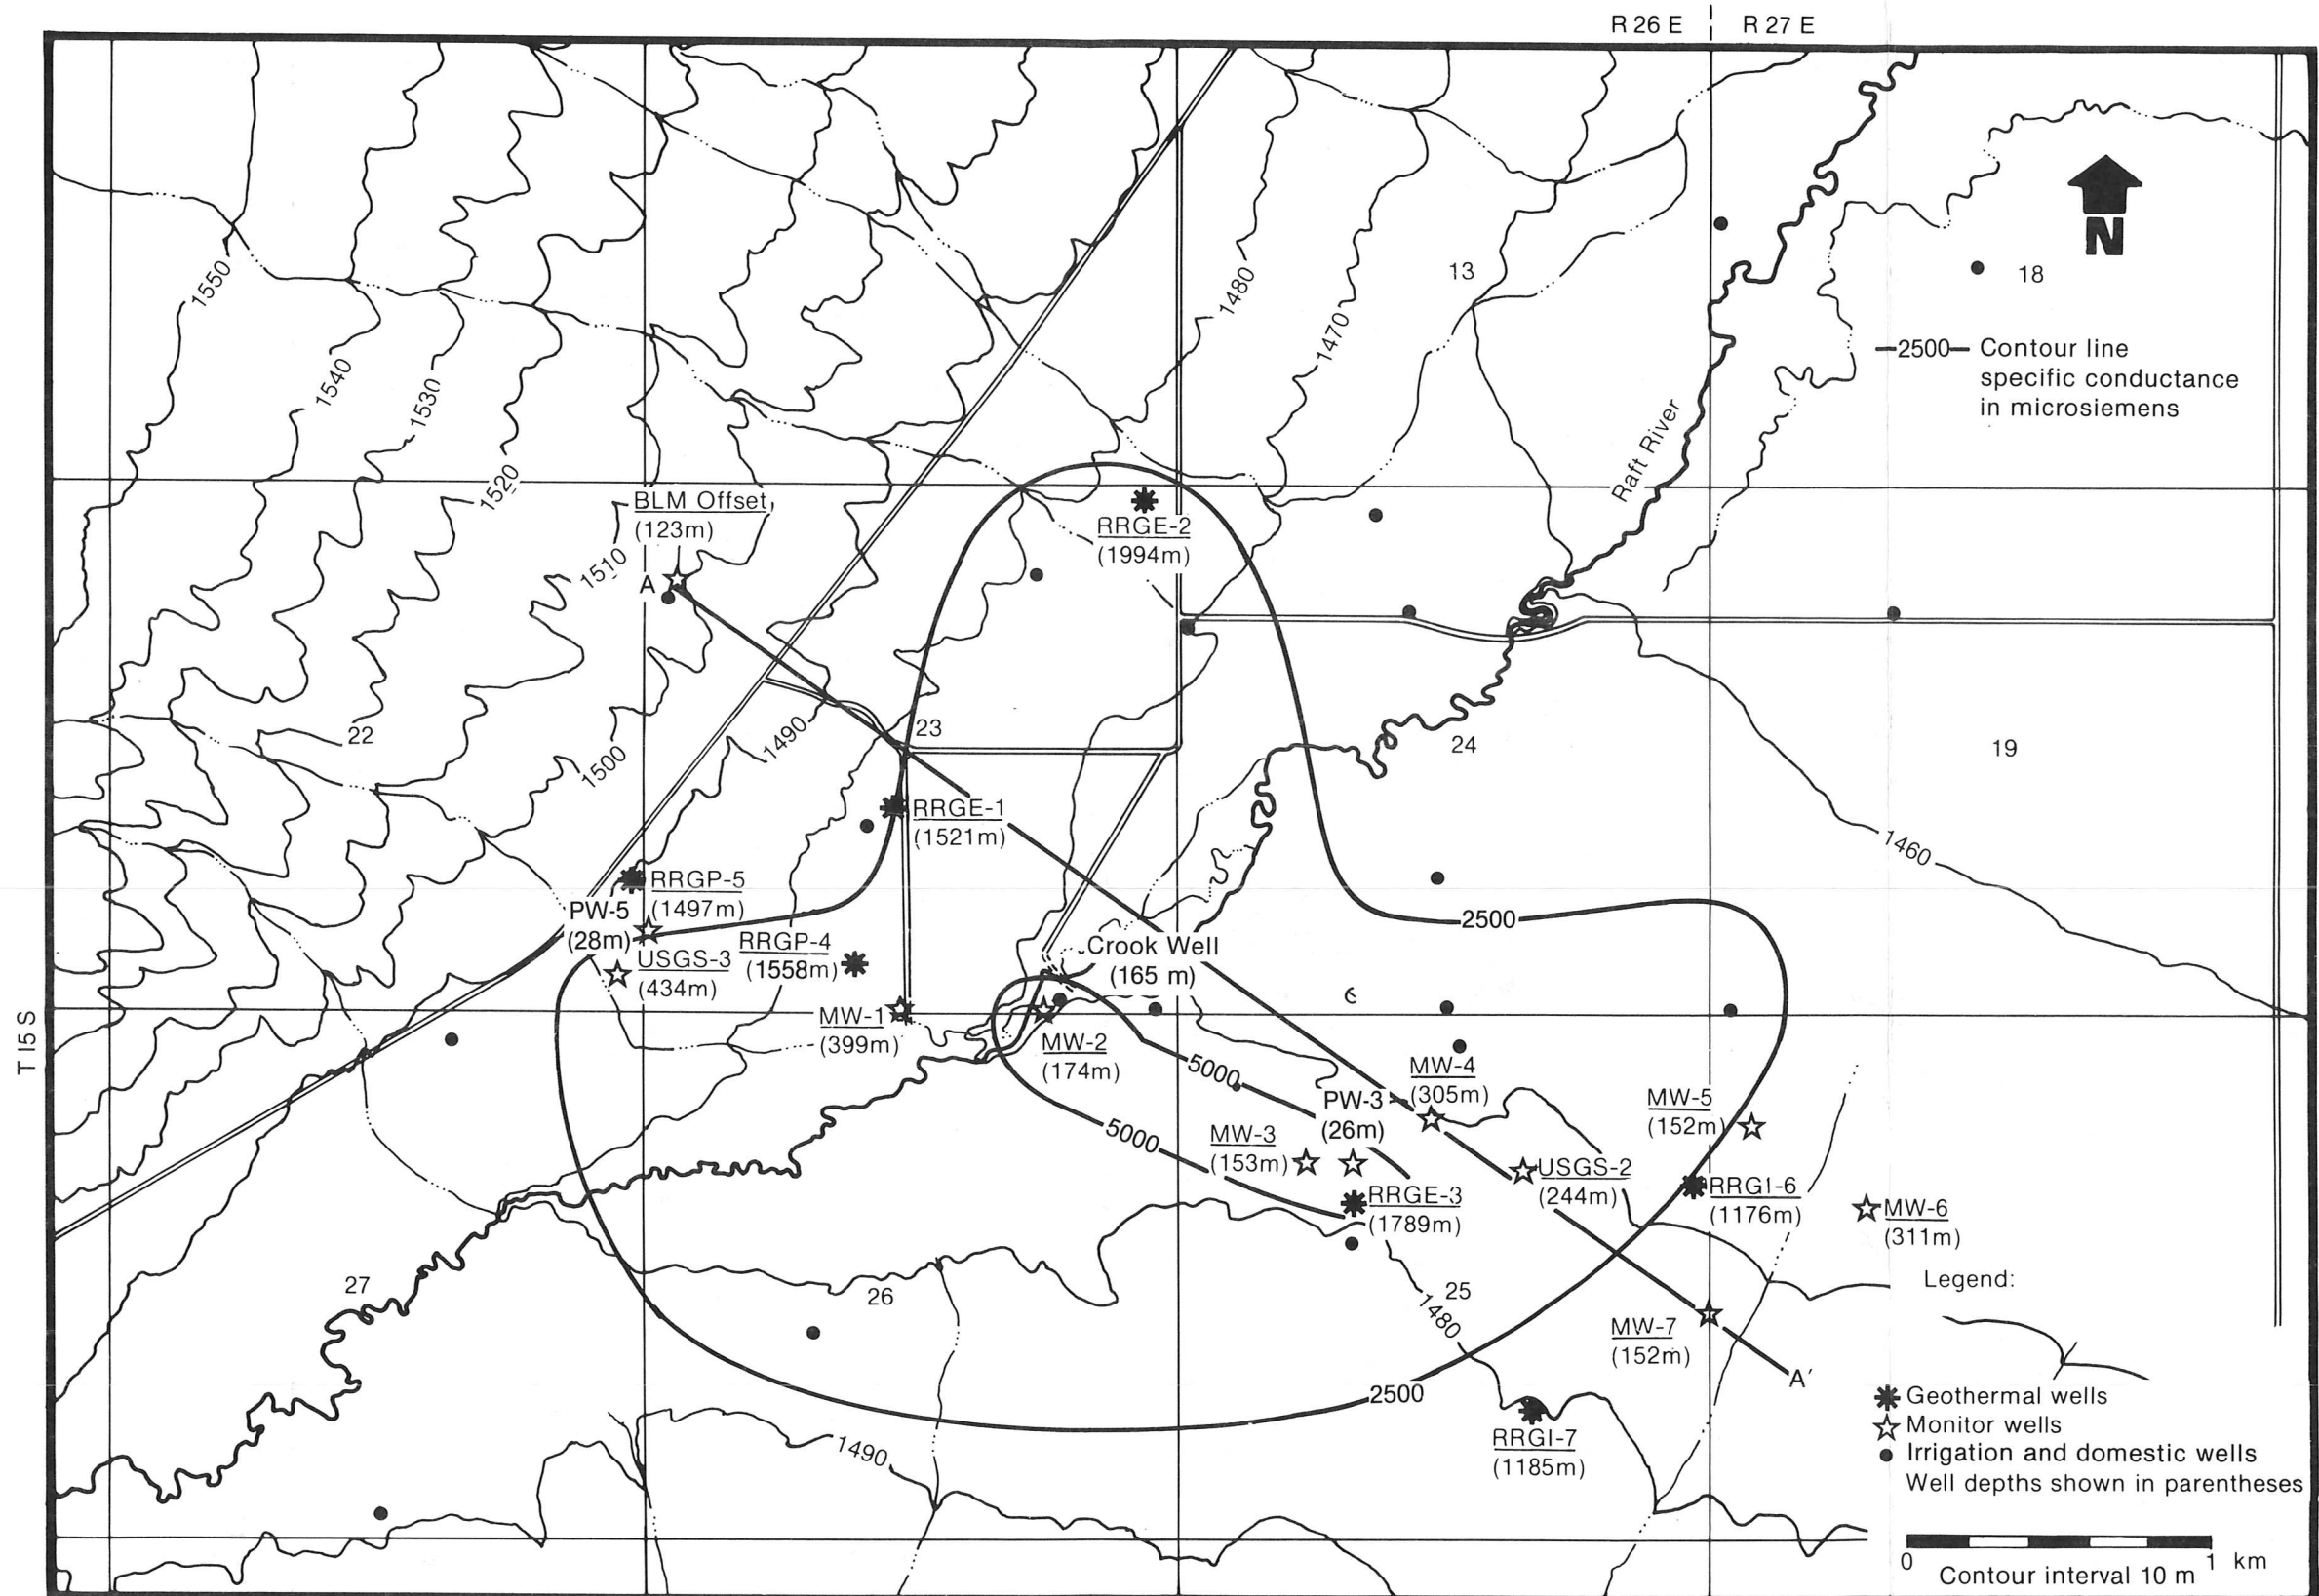 R 26 E
R 27 E
N
13
18
1550
1480
1470
1540
1530
—2500— Contour line
specific conductance
in microsiemens
Raft River
1520
BLM Offset
(123m)
RRGE-2
(1994m)
1510
A
22
23
24
19
1490
1500
RRGE-1
(1521m)
1460
RRGP-5
(1497m)
PW-5
(28m)
2500
RRGP-4
(1558m)
Crook Well
(165 m)
USGS-3
(434m)
T 15 S
MW-1
(399m)
MW-2
(174m)
5000
MW-4
(305m)
PW-3
(26m)
MW-5
(152m)
5000
MW-3
(153m)
USGS-2
(244m)
RRGE-3
(1789m)
RRGI-6
(1176m)
MW-6
(311m)
27
26
25
1480
Legend:
MW-7
(152m)
A'
2500
Geothermal wells
Monitor wells
Irrigation and domestic wells
Well depths shown in parentheses
1490
RRGI-7
(1185m)
0 1 km
Contour interval 10 m